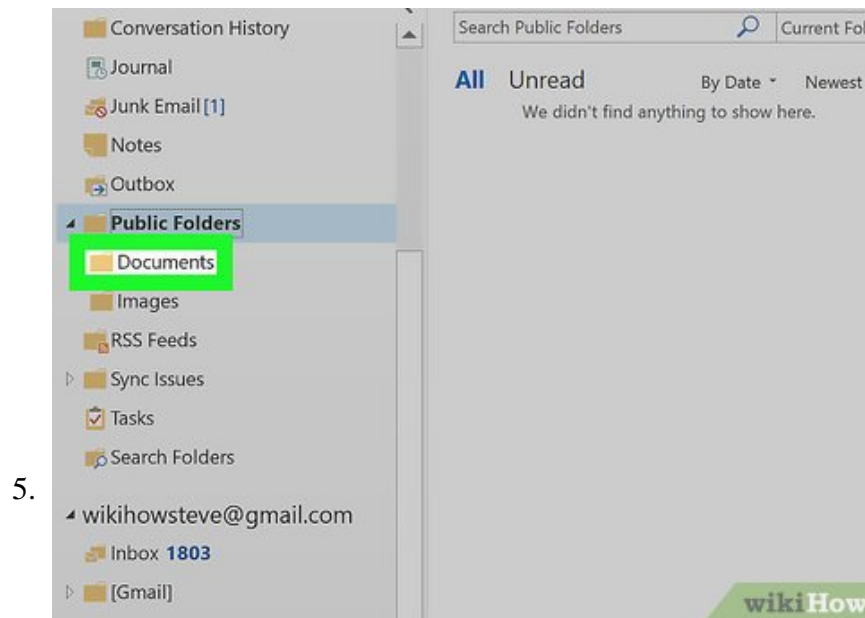 Conversation History
Journal
Junk Email [1]
Notes
Outbox
Public Folders
Documents
Images
RSS Feeds
Sync Issues
Tasks
Search Folders
5.
wikihowsteve@gmail.com
Inbox 1803
[Gmail]
Search Public Folders Current Fol
All Unread By Date Newest
We didn't find anything to show here.
wikiHow